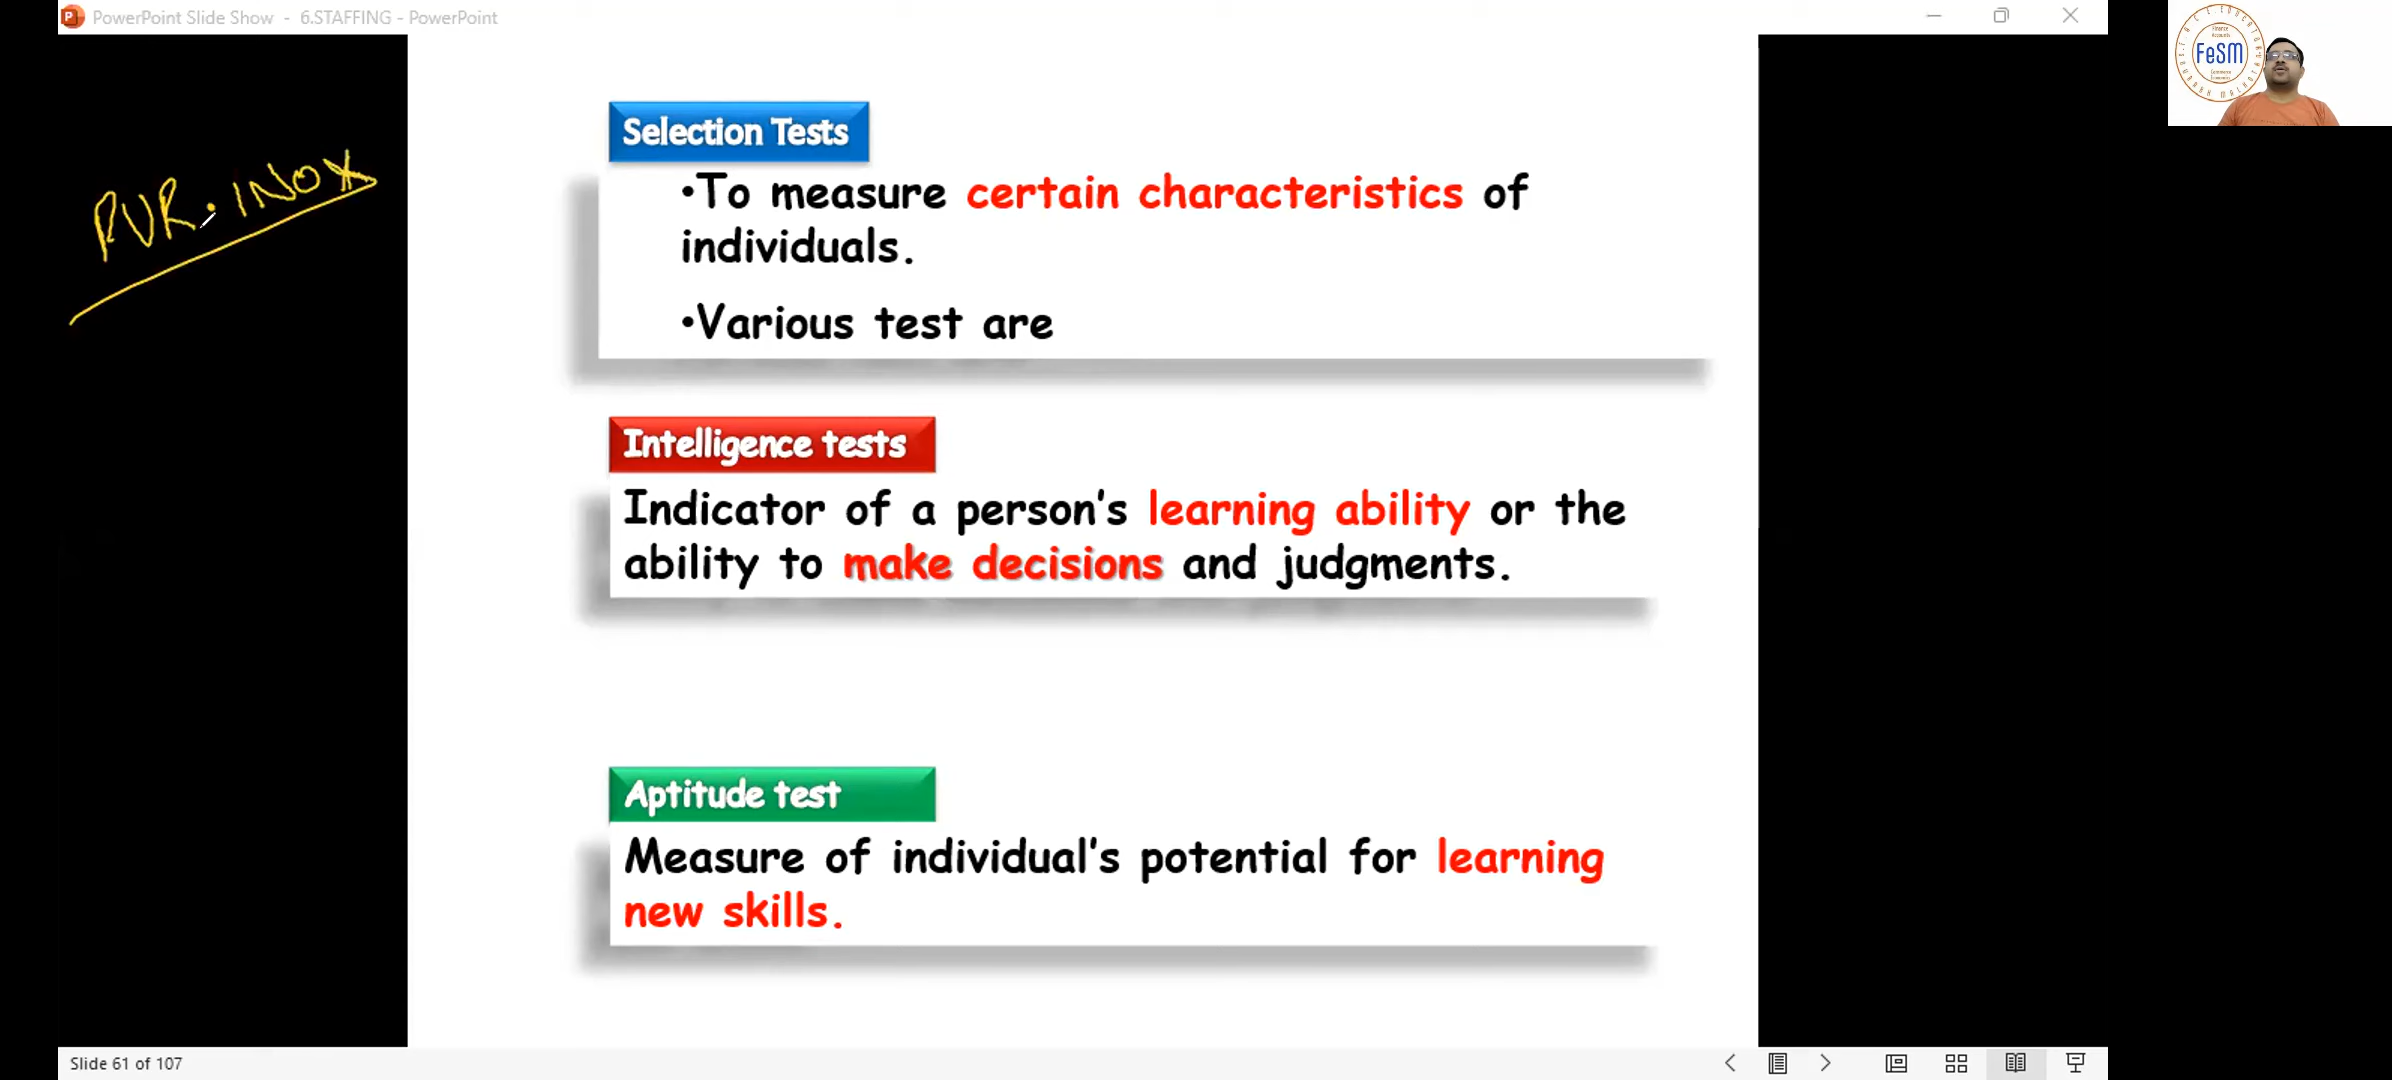 PowerPoint Slide Show - 6.STAFFING - PowerPoint
FeSM
PVR. INOX
Selection Tests
•To measure certain characteristics of
individuals.
•Various test are
Intelligence tests
Indicator of a person's learning ability or the
ability to make decisions and judgments.
Aptitude test
Measure of individual's potential for learning
new skills.
Slide 61 of 107